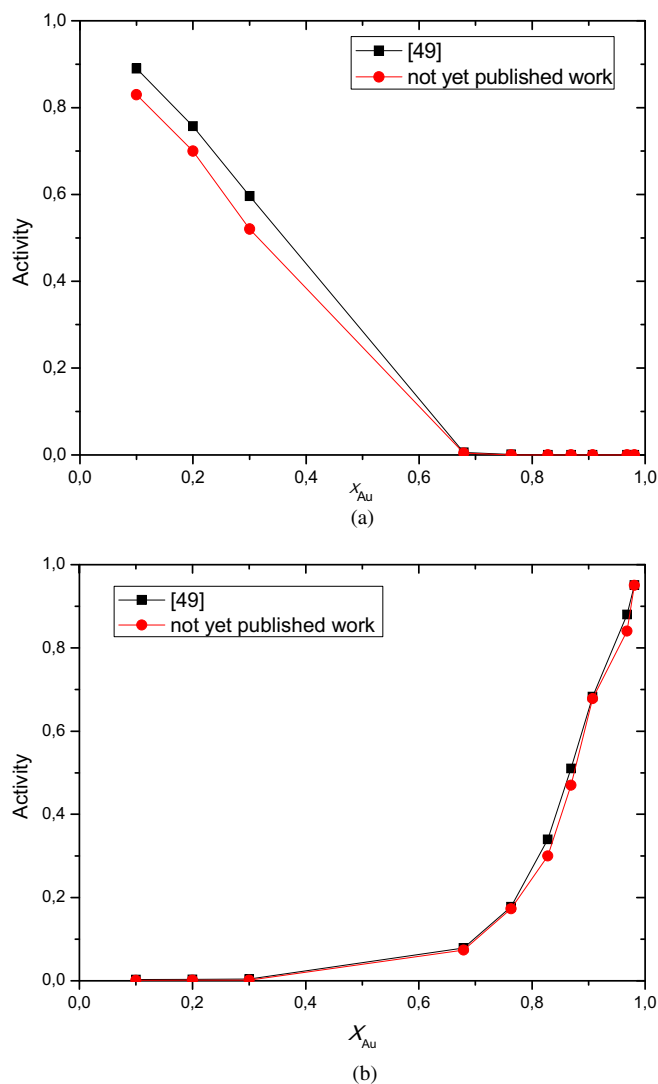 1,0
0,8
0,6
0,4
0,2
0,0
Activity
[49]
not yet published work
0,0 0,2 0,4 0,6 0,8 1,0
xAu
(a)
1,0
0,8
0,6
0,4
0,2
0,0
Activity
[49]
not yet published work
0,0 0,2 0,4 0,6 0,8 1,0
XAu
(b)